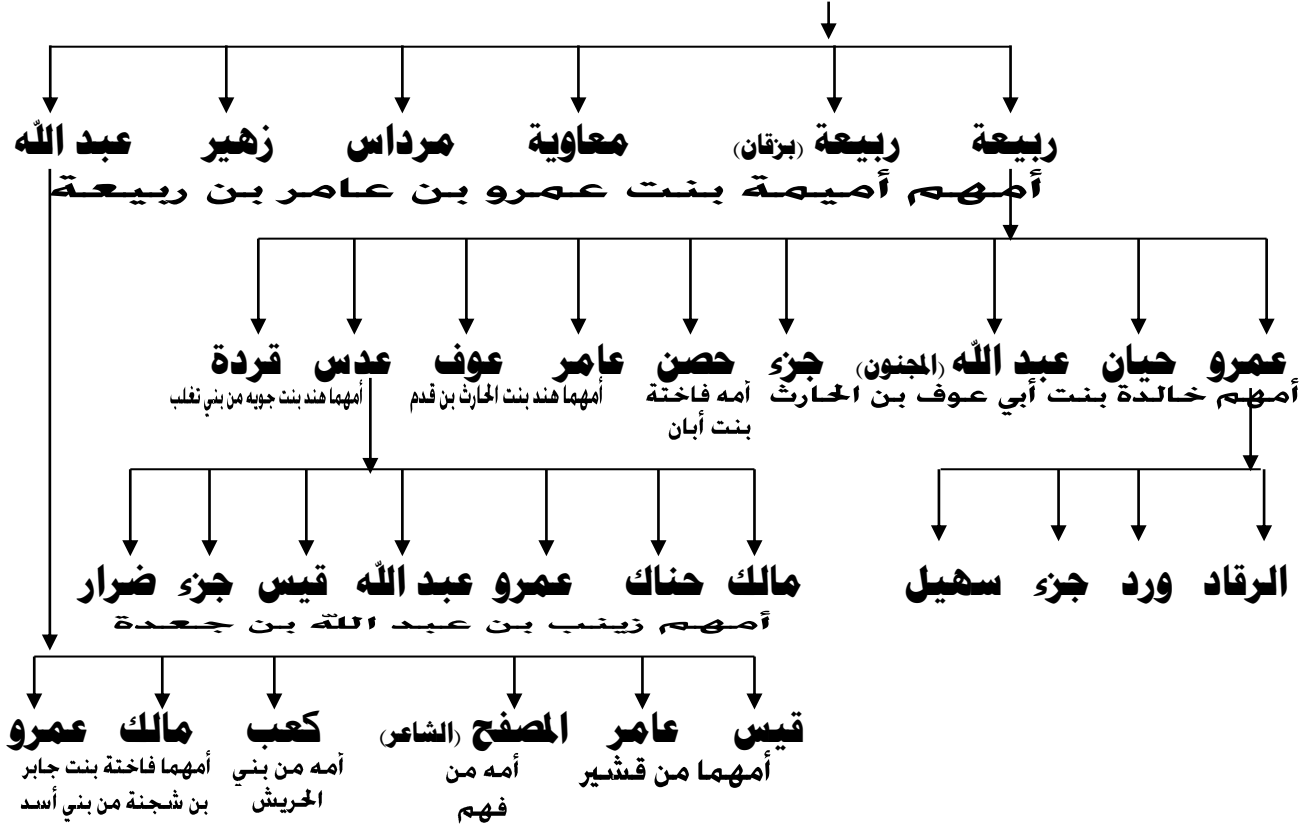 ربيعة ربيعة (بزقان) معاوية مرداس زهير عبد الله
أمهم أميمة بنت عمرو بن عامر بن ربيعة
عمرو حيان عبد الله (المجنون) جزء حصن عامر عوف عدس قردة
أمهم خالدة بنت أبي عوف بن الحارث
أمه فاختة
بنت أبان
أمهما هند بنت الحارث بن قدم
أمهما هند بنت جويه من بني تغلب
الرقاد ورد جزء سهيل
مالك حناك عمرو عبد الله قيس جزء ضرار
أمهم زينب بن عبد الله بن جعدة
قيس عامر المصفح (الشاعر) كعب مالك عمرو
أمهما من قشير
أمه من
فهم
أمه من بني
الحريش
أمهما فاختة بنت جابر
بن شجنة من بني أسد